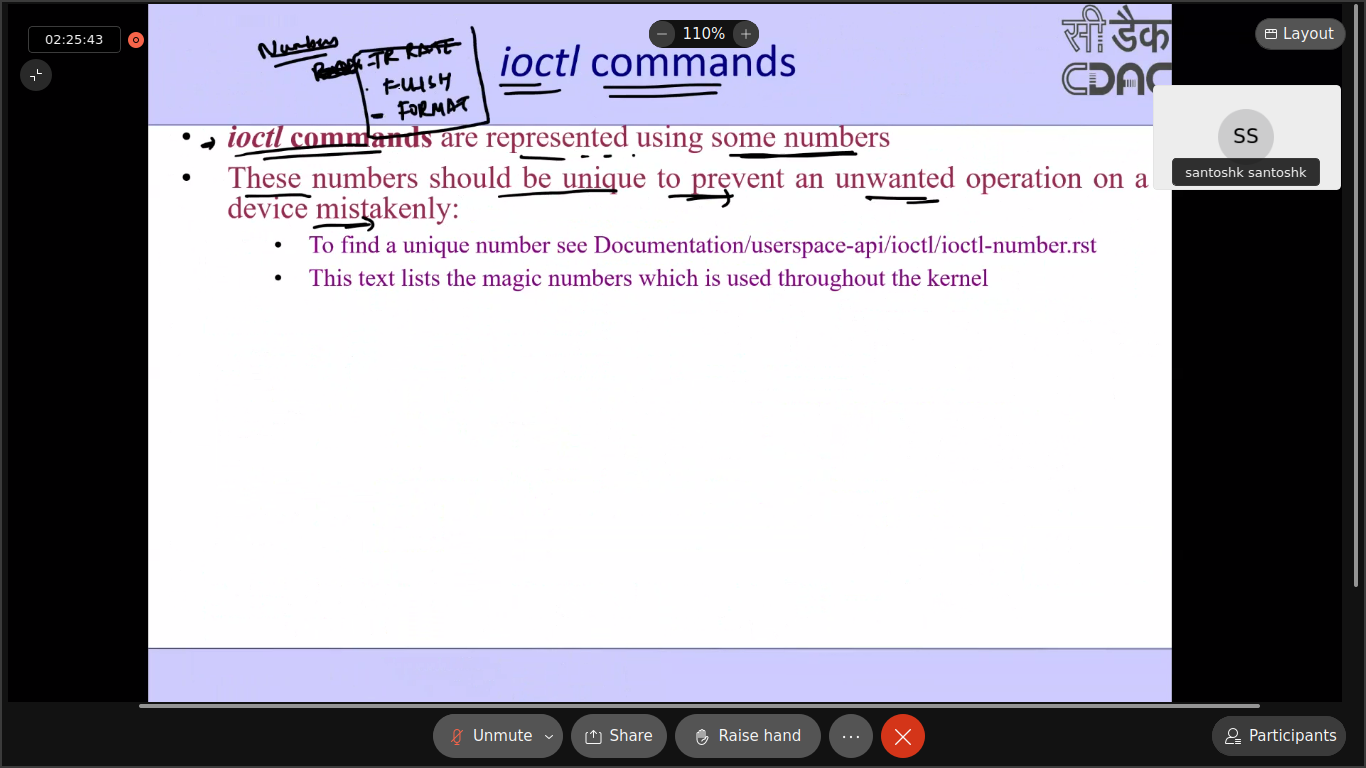 02:25:43
110%
Layout
Numbers
-TR RATE
ioctl commands
सी डैक
CDAC
- FORMAT
SS
santoshk santoshk
• ioctl commands are represented using some numbers
• These numbers should be unique to prevent an unwanted operation on a
device mistakenly:
• To find a unique number see Documentation/userspace-api/ioctl/ioctl-number.rst
• This text lists the magic numbers which is used throughout the kernel
Unmute
Share
Raise hand
Participants